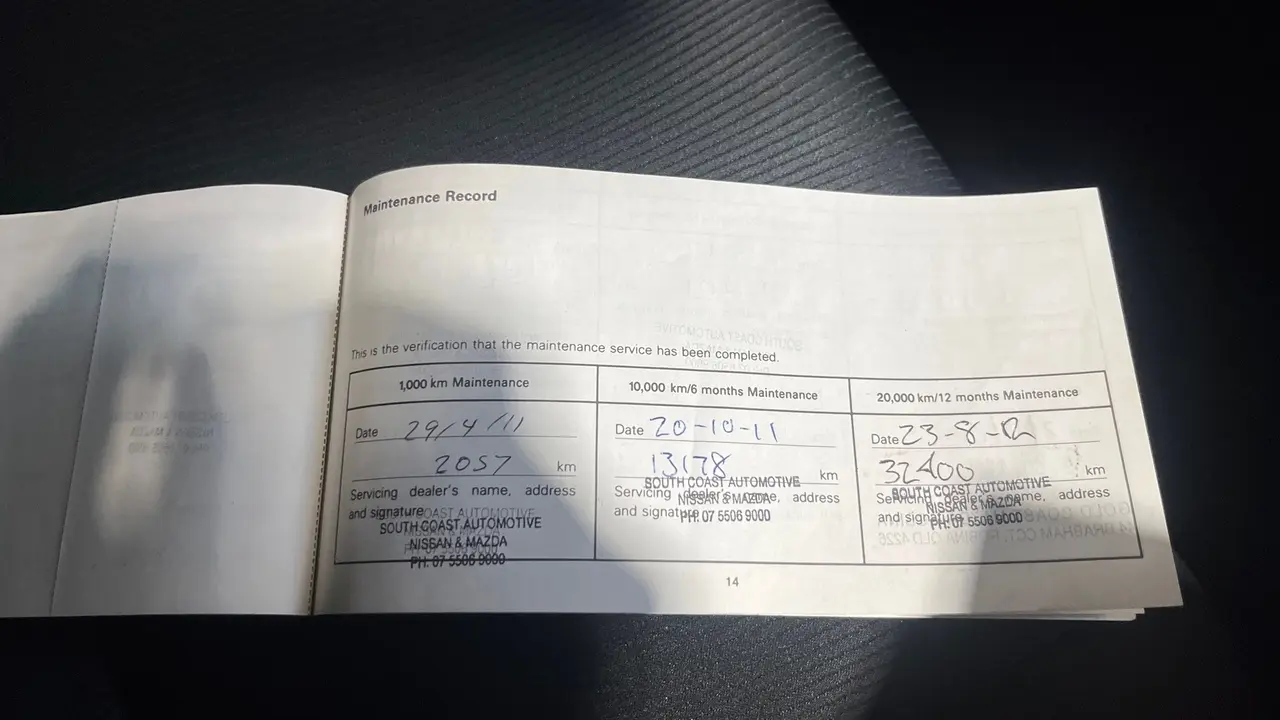 Maintenance Record
This is the verification that the maintenance service has been completed.
1,000 km Maintenance
Date 29/4/11
2057 km
Servicing dealer's name, address
and signature
SOUTH COAST AUTOMOTIVE
NISSAN & MAZDA
PH: 07 5506 9000
10,000 km/6 months Maintenance
Date 20-10-11
13178 km
Servicing dealer's name, address
and signature
SOUTH COAST AUTOMOTIVE
NISSAN & MAZDA
PH: 07 5506 9000
20,000 km/12 months Maintenance
Date 23-8-12
32400 km
Servicing dealer's name, address
and signature
SOUTH COAST AUTOMOTIVE
NISSAN & MAZDA
PH: 07 5506 9000
14